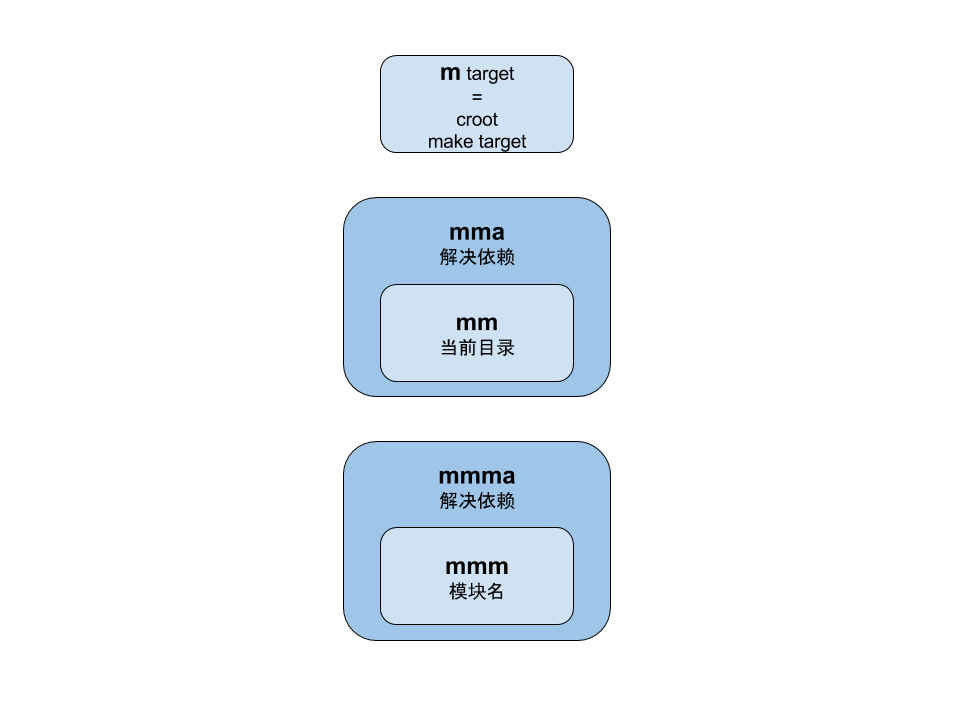 m target
=
croot
make target
mma
解决依赖
mm
当前目录
mmma
解决依赖
mmm
模块名